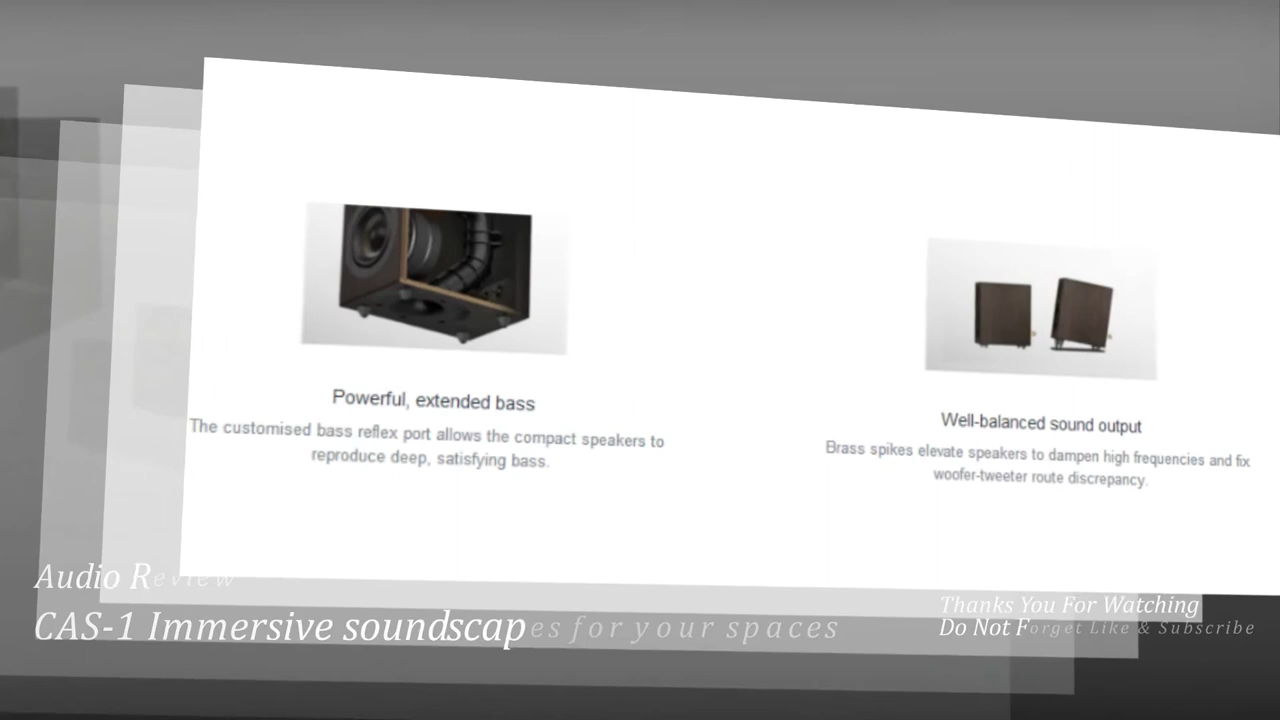 Powerful, extended bass
The customised bass reflex port allows the compact speakers to
reproduce deep, satisfying bass.
Well-balanced sound output
Brass spikes elevate speakers to dampen high frequencies and fix
woofer-tweeter route discrepancy.
Audio Review
CAS-1 Immersive soundscapes for your spaces
Thanks You For Watching
Do Not Forget Like & Subscribe